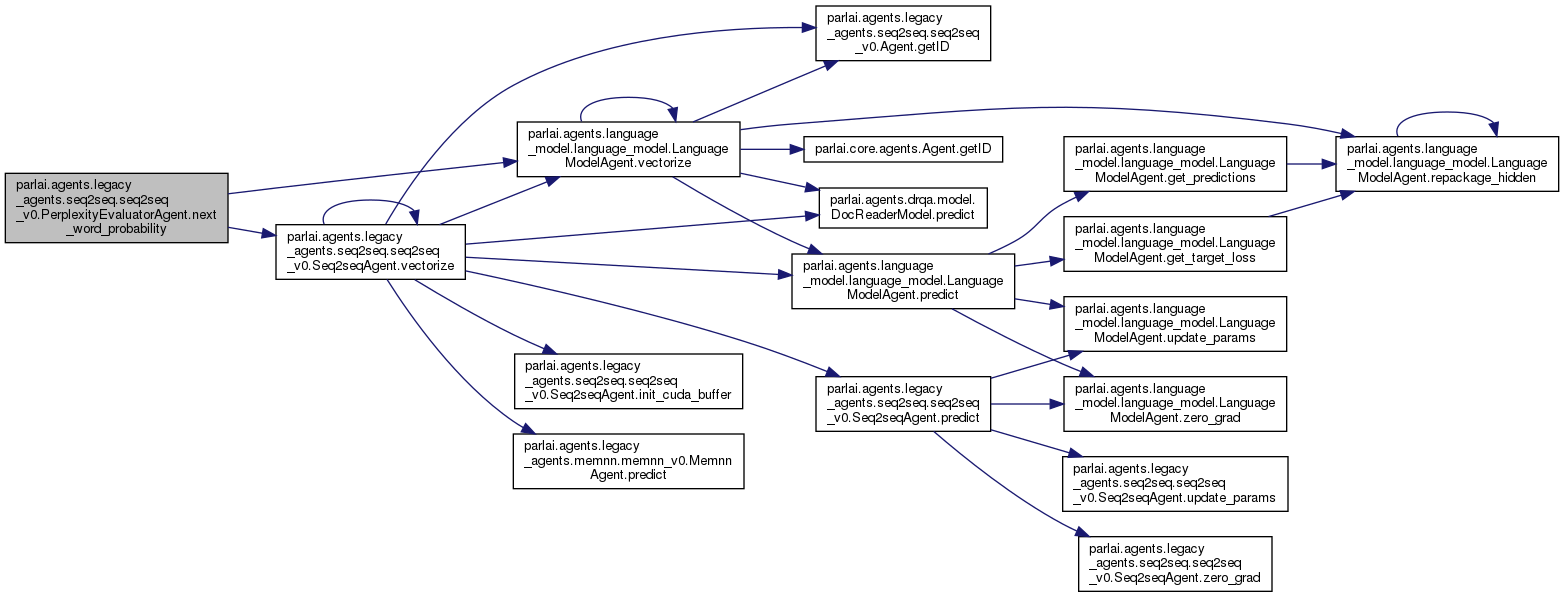 parlai.agents.legacy
_agents.seq2seq.seq2seq
_v0.PerplexityEvaluatorAgent.next
_word_probability
parlai.agents.legacy
_agents.seq2seq.seq2seq
_v0.Seq2seqAgent.vectorize
parlai.agents.language
_model.language_model.Language
ModelAgent.vectorize
parlai.agents.legacy
_agents.seq2seq.seq2seq
_v0.Seq2seqAgent.init_cuda_buffer
parlai.agents.legacy
_agents.memnn.memnn_v0.Memnn
Agent.predict
parlai.agents.legacy
_agents.seq2seq.seq2seq
_v0.Agent.getID
parlai.core.agents.Agent.getID
parlai.agents.drqa.model.
DocReaderModel.predict
parlai.agents.language
_model.language_model.Language
ModelAgent.predict
parlai.agents.legacy
_agents.seq2seq.seq2seq
_v0.Seq2seqAgent.predict
parlai.agents.language
_model.language_model.Language
ModelAgent.get_predictions
parlai.agents.language
_model.language_model.Language
ModelAgent.get_target_loss
parlai.agents.language
_model.language_model.Language
ModelAgent.update_params
parlai.agents.language
_model.language_model.Language
ModelAgent.zero_grad
parlai.agents.legacy
_agents.seq2seq.seq2seq
_v0.Seq2seqAgent.update_params
parlai.agents.legacy
_agents.seq2seq.seq2seq
_v0.Seq2seqAgent.zero_grad
parlai.agents.language
_model.language_model.Language
ModelAgent.repackage_hidden